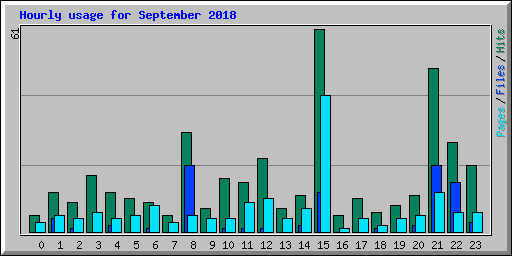 Hourly usage for September 2018
61
Pages/Files/Hits
0 1 2 3 4 5 6 7 8 9 10 11 12 13 14 15 16 17 18 19 20 21 22 23